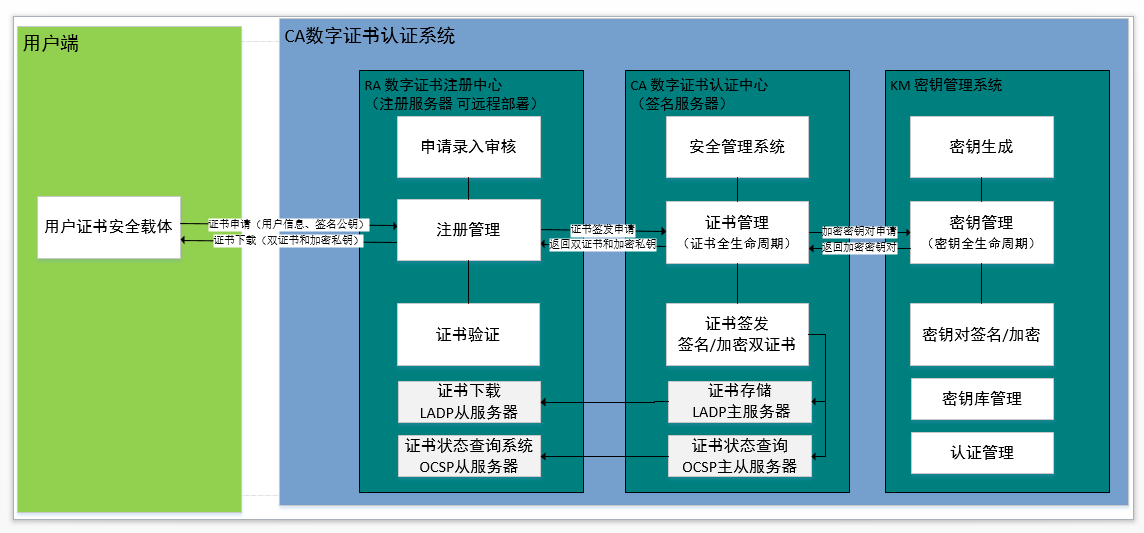 用户端
用户证书安全载体
CA数字证书认证系统
证书申请（用户信息、签名公钥）
证书下载（双证书和加密私钥）
RA 数字证书注册中心
（注册服务器 可远程部署）
申请录入审核
注册管理
证书验证
证书下载
LADP从服务器
证书状态查询系统
OCSP从服务器
证书签发申请
返回双证书和加密私钥
CA 数字证书认证中心
（签名服务器）
安全管理系统
证书管理
（证书全生命周期）
证书签发
签名/加密双证书
证书存储
LADP主服务器
证书状态查询
OCSP主从服务器
加密密钥对申请
返回加密密钥对
KM 密钥管理系统
密钥生成
密钥管理
（密钥全生命周期）
密钥对签名/加密
密钥库管理
认证管理